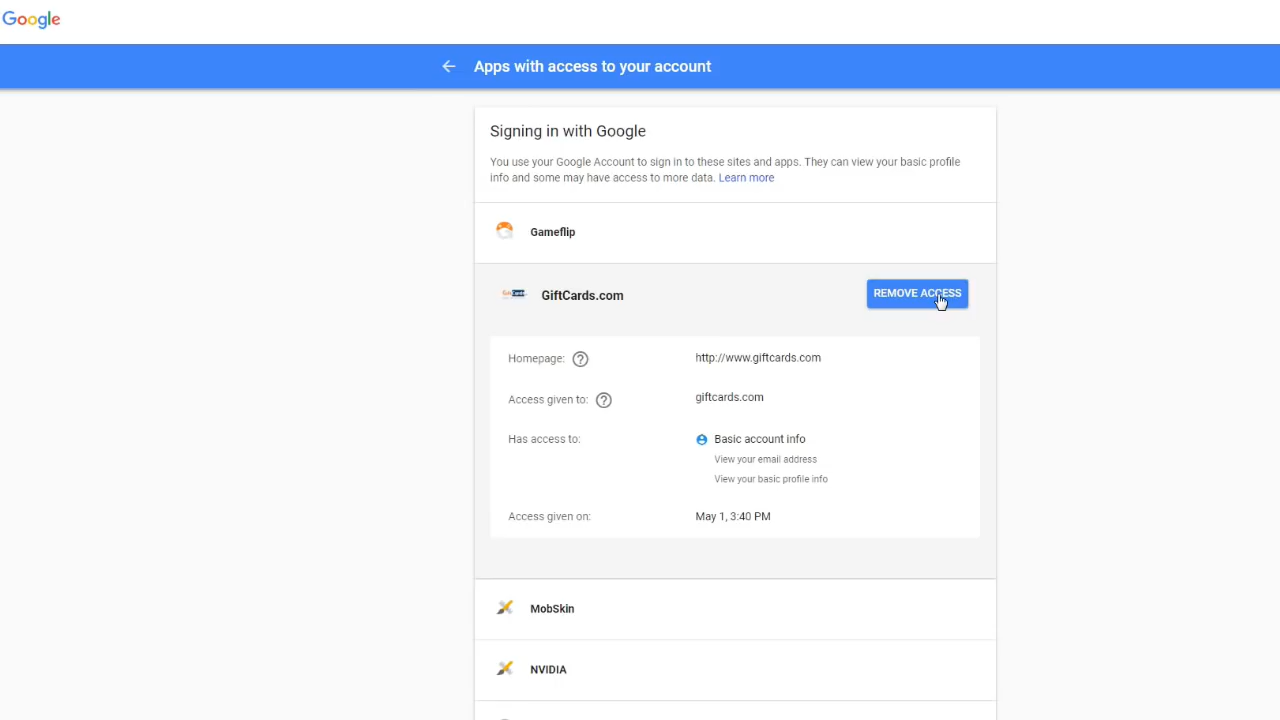 Google
Apps with access to your account
Signing in with Google
You use your Google Account to sign in to these sites and apps. They can view your basic profile
info and some may have access to more data. Learn more
Gameflip
GiftCards.com
REMOVE ACCESS
Homepage: ?
http://www.giftcards.com
Access given to: ?
giftcards.com
Has access to:
Basic account info
View your email address
View your basic profile info
Access given on:
May 1, 3:40 PM
MobSkin
NVIDIA